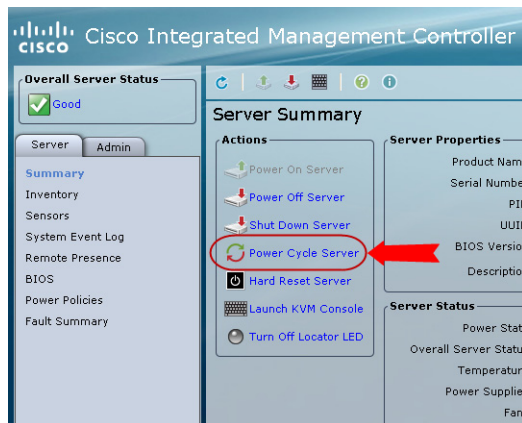 CISCO Cisco Integrated Management Controller
Overall Server Status
Good
Server Admin
Summary
Inventory
Sensors
System Event Log
Remote Presence
BIOS
Power Policies
Fault Summary
Server Summary
Actions
Power On Server
Power Off Server
Shut Down Server
Power Cycle Server
Hard Reset Server
Launch KVM Console
Turn Off Locator LED
Server Properties
Product Nam
Serial Numbe
PI
UUI
BIOS Versio
Descriptio
Server Status
Power Stat
Overall Server Statu
Temperatur
Power Supplie
Fan